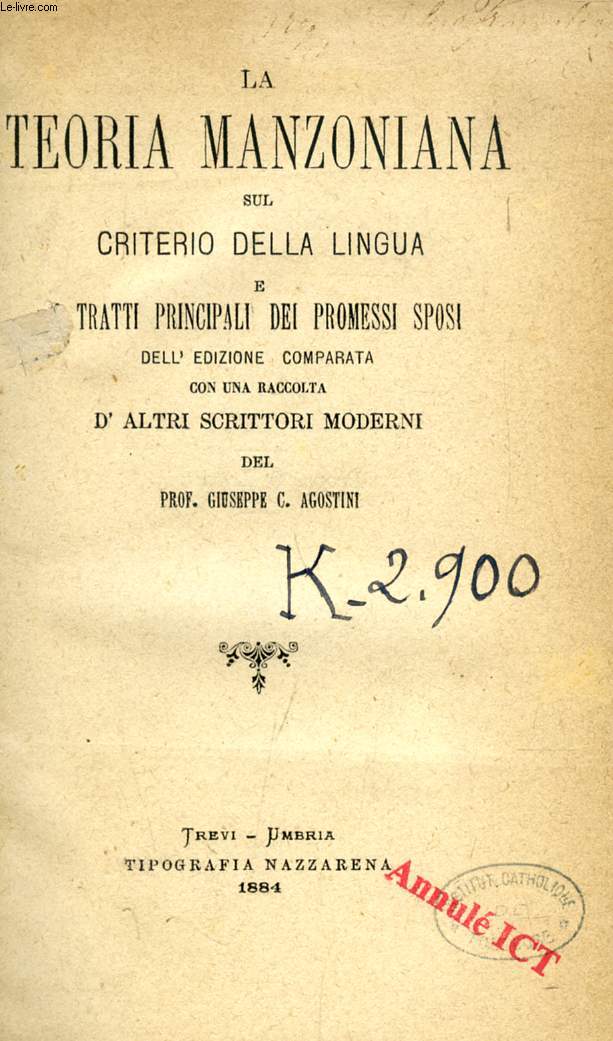 Le-livre.com
LA
TEORIA MANZONIANA
SUL
CRITERIO DELLA LINGUA
E
TRATTI PRINCIPALI DEI PROMESSI SPOSI
DELL' EDIZIONE COMPARATA
CON UNA RACCOLTA
D' ALTRI SCRITTORI MODERNI
DEL
PROF. GIUSEPPE C. AGOSTINI
K-2.900
TREVI - UMBRIA
TIPOGRAFIA NAZZARENA
1884
Annulé ICT
CATHOLIQUE